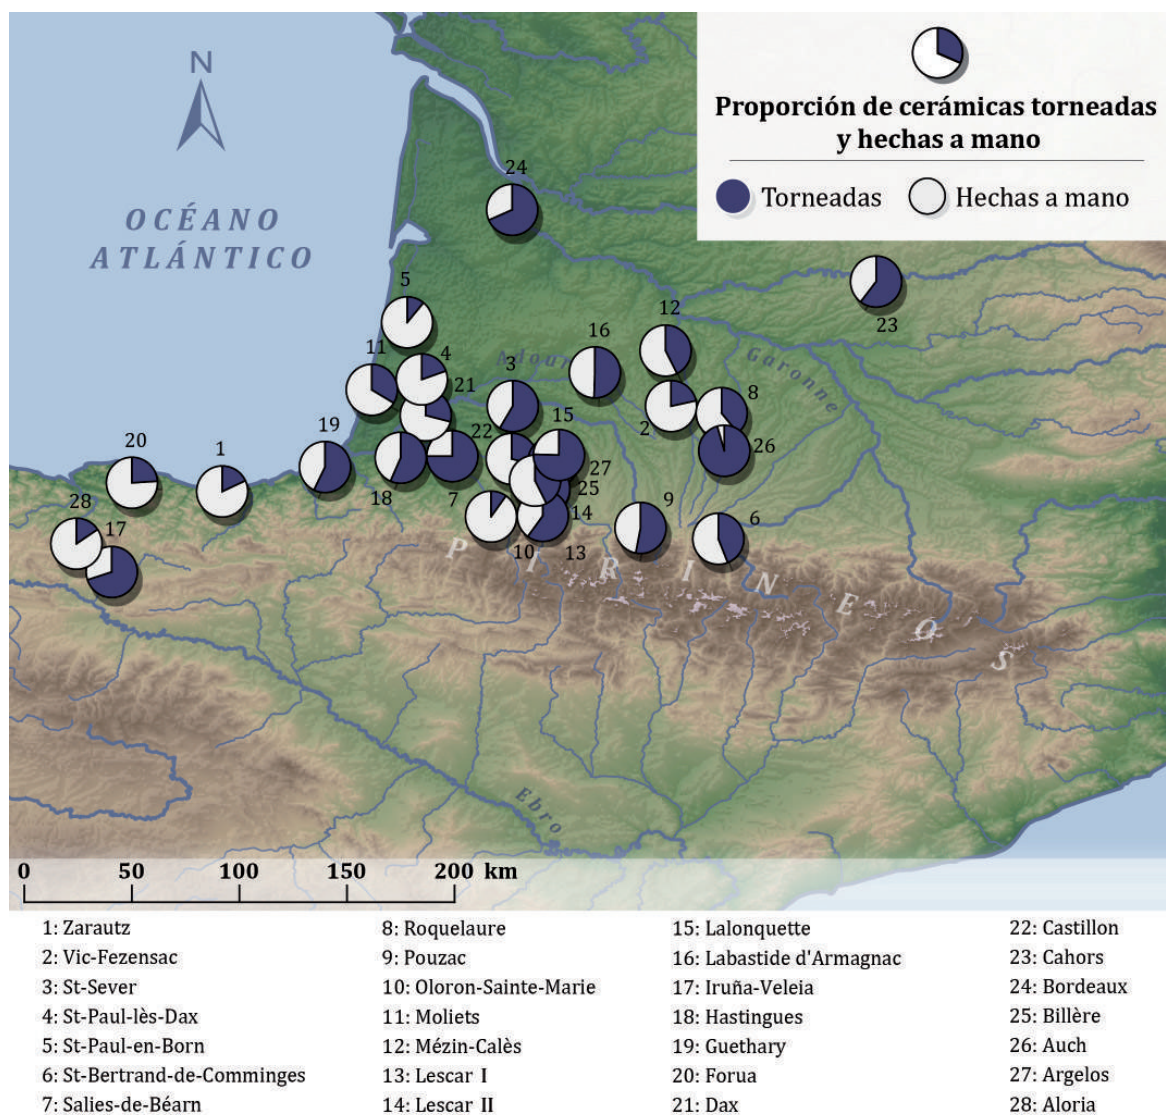 Proporción de cerámicas torneadas
y hechas a mano
Torneadas
Hechas a mano
N
OCÉANO
ATLÁNTICO
24
5
23
12
11
4
16
Adour
Garonne
3
21
8
2
15
19
26
20
1
22
27
18
7
25
28
9
14
17
6
10
13
PIRINEOS
Ebro
0 50 100 150 200 km
1: Zarautz
2: Vic-Fezensac
3: St-Sever
4: St-Paul-lès-Dax
5: St-Paul-en-Born
6: St-Bertrand-de-Comminges
7: Salies-de-Béarn
8: Roquelaure
9: Pouzac
10: Oloron-Sainte-Marie
11: Moliets
12: Mézin-Calès
13: Lescar I
14: Lescar II
15: Lalonquette
16: Labastide d'Armagnac
17: Iruña-Veleia
18: Hastingues
19: Guethary
20: Forua
21: Dax
22: Castillon
23: Cahors
24: Bordeaux
25: Billère
26: Auch
27: Argelos
28: Aloria